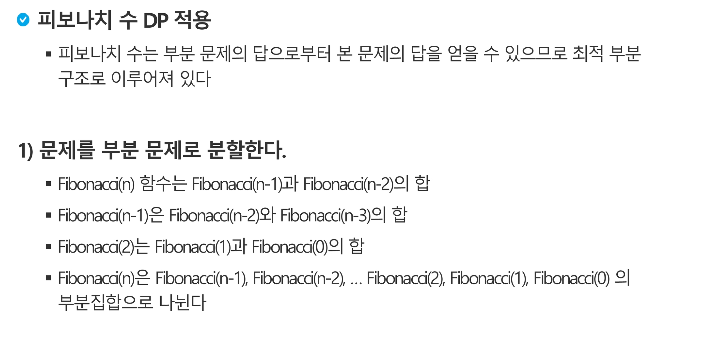 피보나치 수 DP 적용
▪ 피보나치 수는 부분 문제의 답으로부터 본 문제의 답을 얻을 수 있으므로 최적 부분
구조로 이루어져 있다
1) 문제를 부분 문제로 분할한다.
▪ Fibonacci(n) 함수는 Fibonacci(n-1)과 Fibonacci(n-2)의 합
▪ Fibonacci(n-1)은 Fibonacci(n-2)와 Fibonacci(n-3)의 합
▪ Fibonacci(2)는 Fibonacci(1)과 Fibonacci(0)의 합
▪ Fibonacci(n)은 Fibonacci(n-1), Fibonacci(n-2), ... Fibonacci(2), Fibonacci(1), Fibonacci(0) 의
부분집합으로 나뉜다